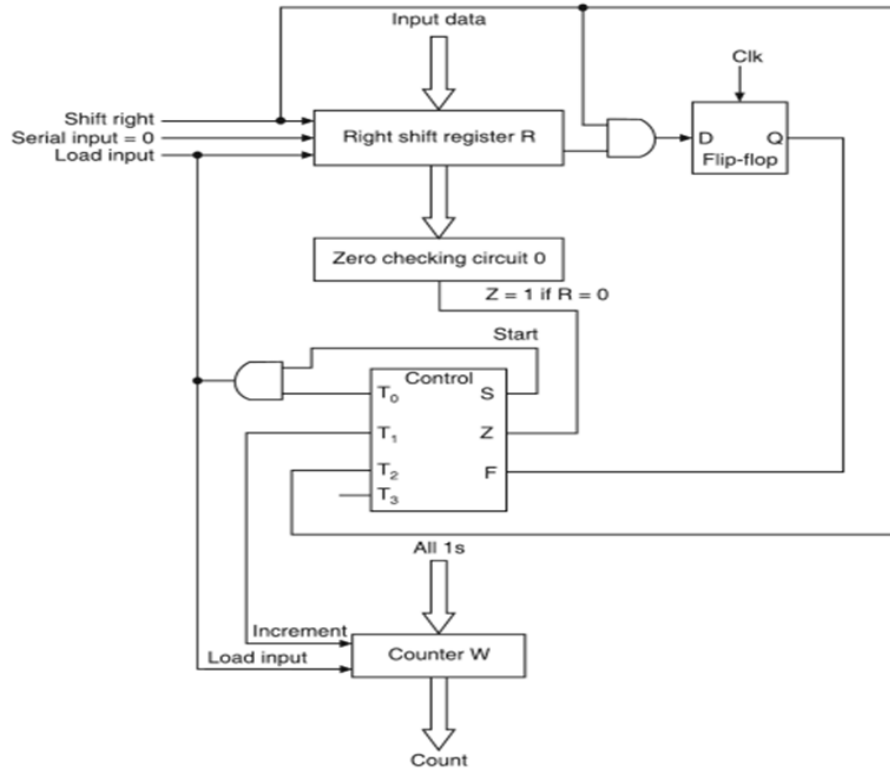 Input data
Clk
Shift right
Serial input = 0
Load input
Right shift register R
D Q
Flip-flop
Zero checking circuit 0
Z = 1 if R = 0
Start
Control
T₀ S
T₁ Z
T₂ F
T₃
All 1s
Increment
Load input
Counter W
Count